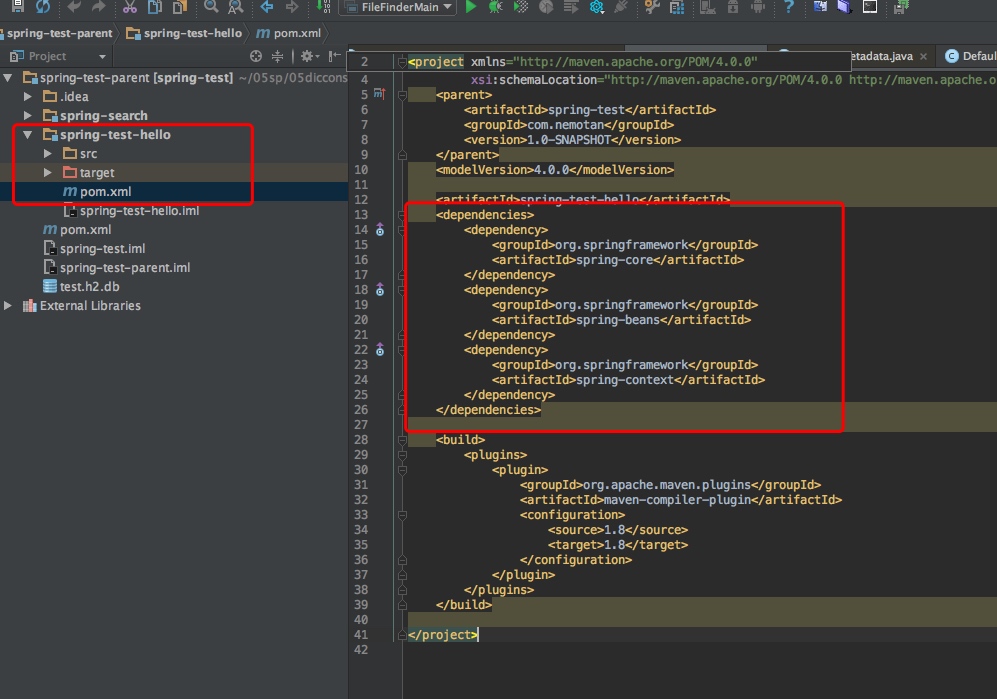 FileFinderMain
spring-test-parent spring-test-hello m pom.xml
Project
spring-test-parent [spring-test] ~/05sp/05diccons
.idea
spring-search
spring-test-hello
src
target
m pom.xml
spring-test-hello.iml
m pom.xml
spring-test.iml
spring-test-parent.iml
test.h2.db
External Libraries
etadata.java × C Defaul
2 <project xmlns="http://maven.apache.org/POM/4.0.0"
4 xsi:schemaLocation="http://maven.apache.org/POM/4.0.0 http://maven.apache.o
5 <parent>
6 <artifactId>spring-test</artifactId>
7 <groupId>com.nemotan</groupId>
8 <version>1.0-SNAPSHOT</version>
9 </parent>
10 <modelVersion>4.0.0</modelVersion>
11
12 <artifactId>spring-test-hello</artifactId>
13 <dependencies>
14 <dependency>
15 <groupId>org.springframework</groupId>
16 <artifactId>spring-core</artifactId>
17 </dependency>
18 <dependency>
19 <groupId>org.springframework</groupId>
20 <artifactId>spring-beans</artifactId>
21 </dependency>
22 <dependency>
23 <groupId>org.springframework</groupId>
24 <artifactId>spring-context</artifactId>
25 </dependency>
26 </dependencies>
27
28 <build>
29 <plugins>
30 <plugin>
31 <groupId>org.apache.maven.plugins</groupId>
32 <artifactId>maven-compiler-plugin</artifactId>
33 <configuration>
34 <source>1.8</source>
35 <target>1.8</target>
36 </configuration>
37 </plugin>
38 </plugins>
39 </build>
40
41 </project>
42